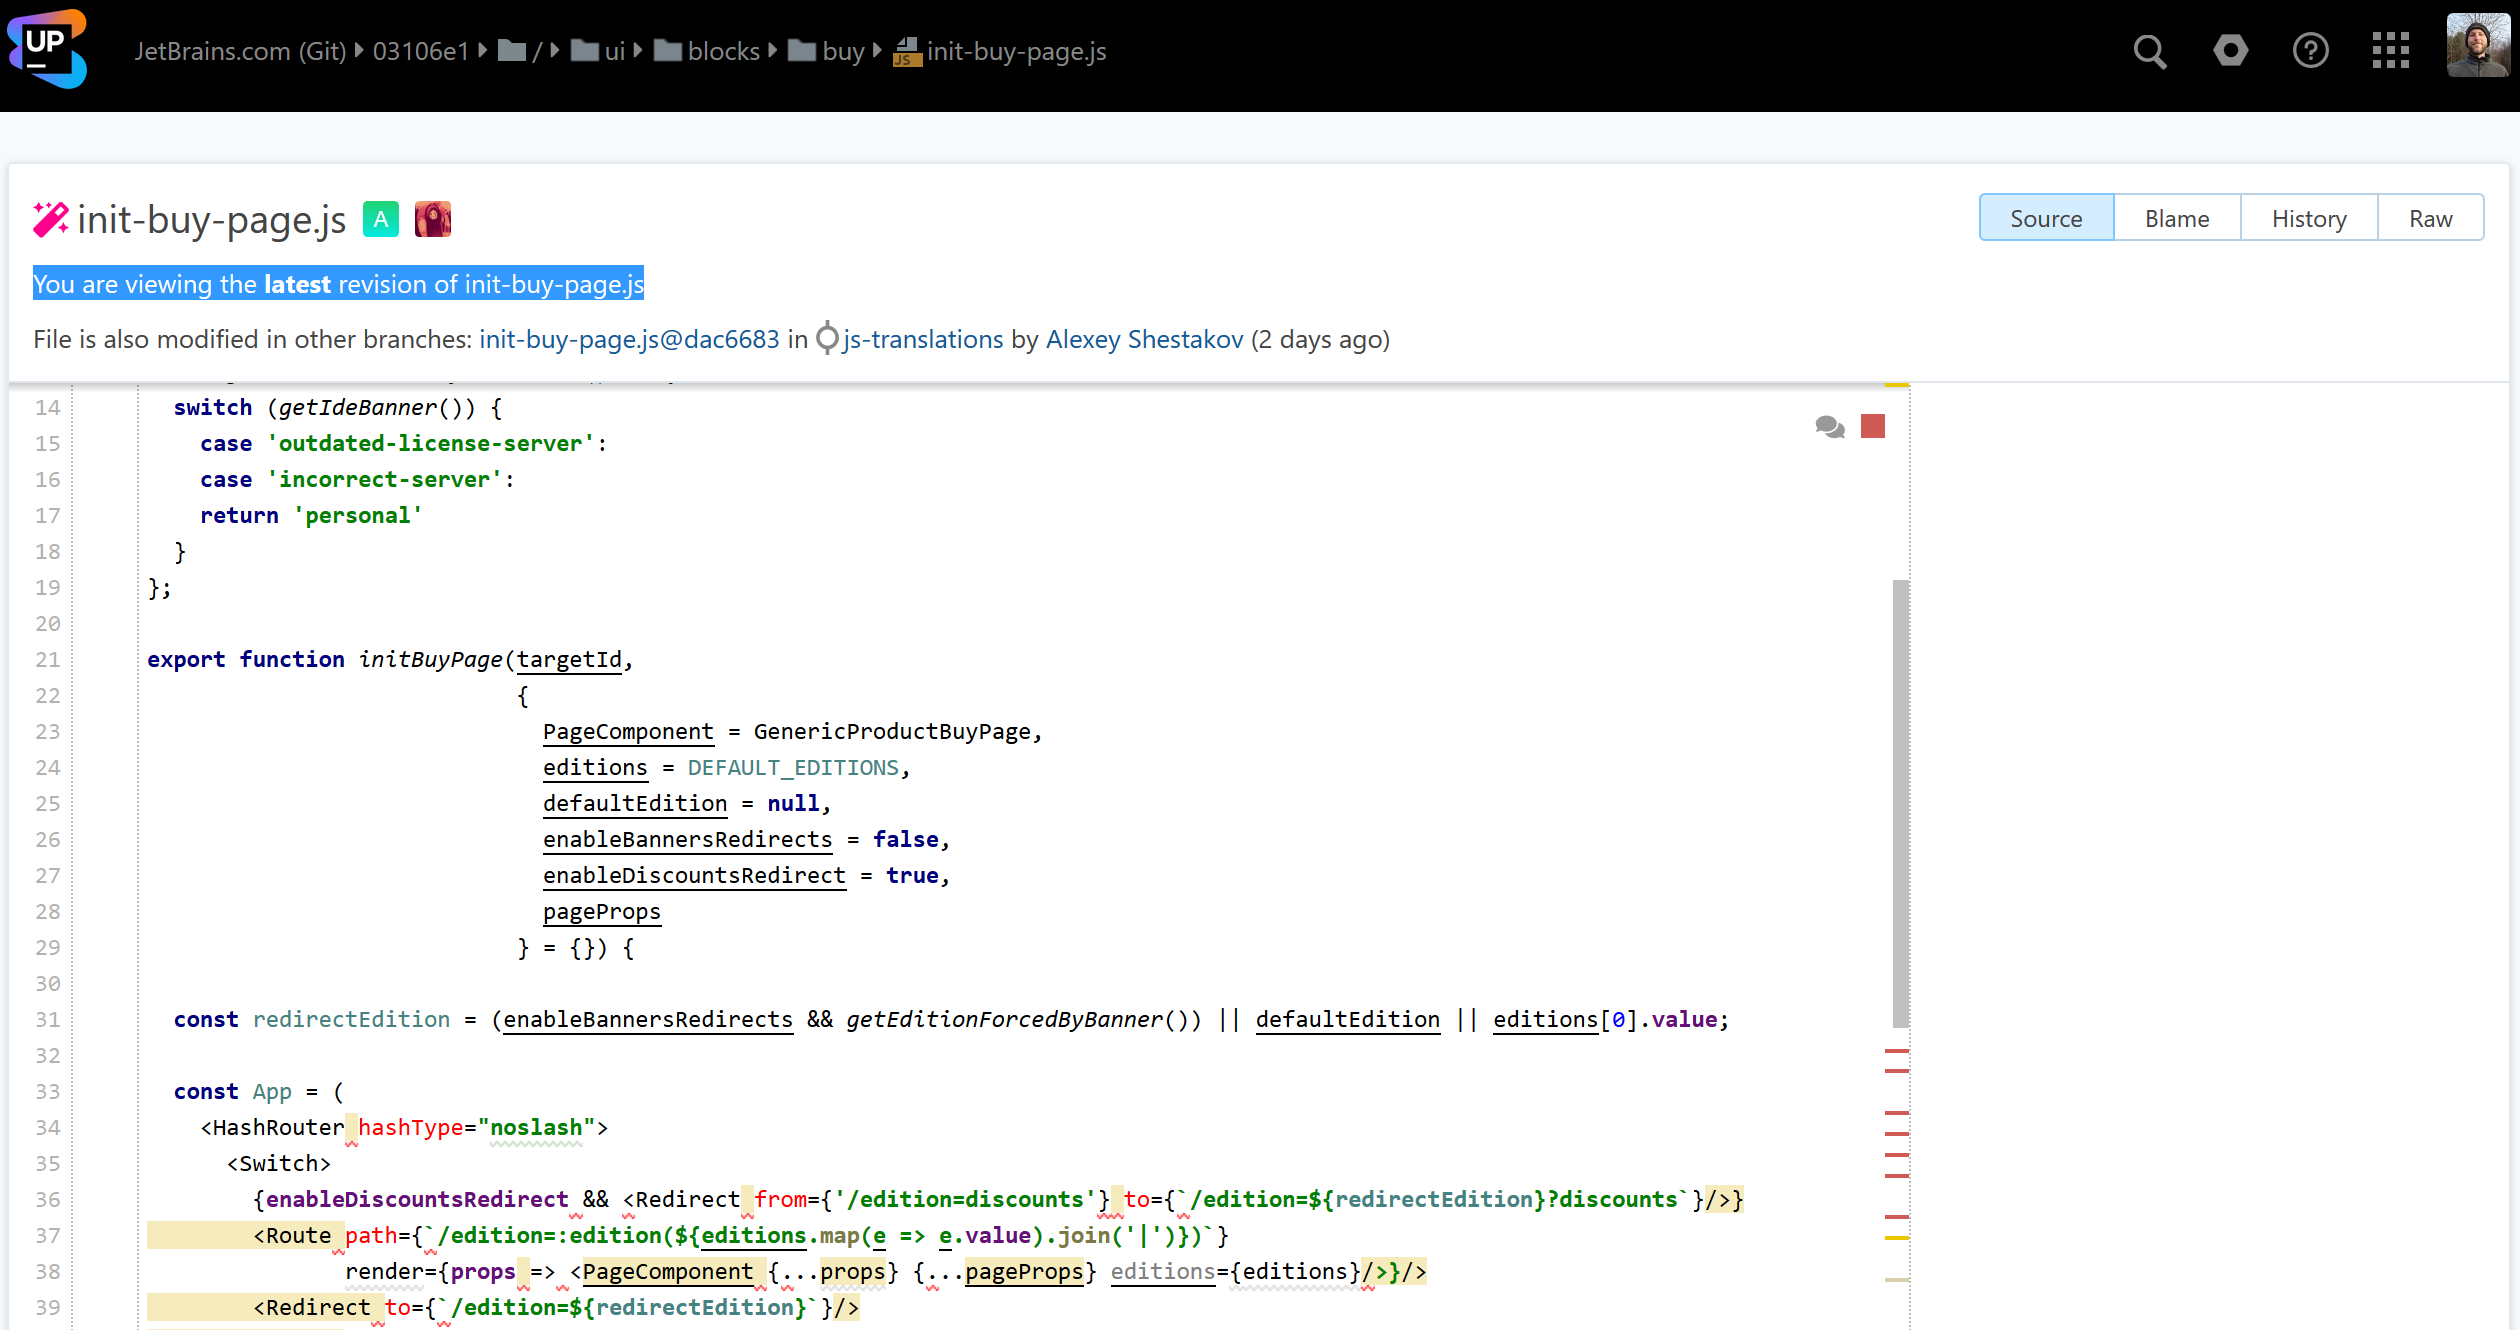 UP
JetBrains.com (Git) 03106e1 / ui blocks buy JS init-buy-page.js
init-buy-page.js A
Source Blame History Raw
You are viewing the latest revision of init-buy-page.js
File is also modified in other branches: init-buy-page.js@dac6683 in js-translations by Alexey Shestakov (2 days ago)
14 switch (getIdeBanner()) {
15 case 'outdated-license-server':
16 case 'incorrect-server':
17 return 'personal'
18 }
19 };
20
21 export function initBuyPage(targetId,
22 {
23 PageComponent = GenericProductBuyPage,
24 editions = DEFAULT_EDITIONS,
25 defaultEdition = null,
26 enableBannersRedirects = false,
27 enableDiscountsRedirect = true,
28 pageProps
29 } = {}) {
30
31 const redirectEdition = (enableBannersRedirects && getEditionForcedByBanner()) || defaultEdition || editions[0].value;
32
33 const App = (
34 <HashRouter hashType="noslash">
35 <Switch>
36 {enableDiscountsRedirect && <Redirect from={'/edition=discounts'} to={`/edition=${redirectEdition}?discounts`}/>}
37 <Route path={`/edition=:edition(${editions.map(e => e.value).join('|')})`}
38 render={props => <PageComponent {...props} {...pageProps} editions={editions}/>}/>
39 <Redirect to={`/edition=${redirectEdition}`}/>